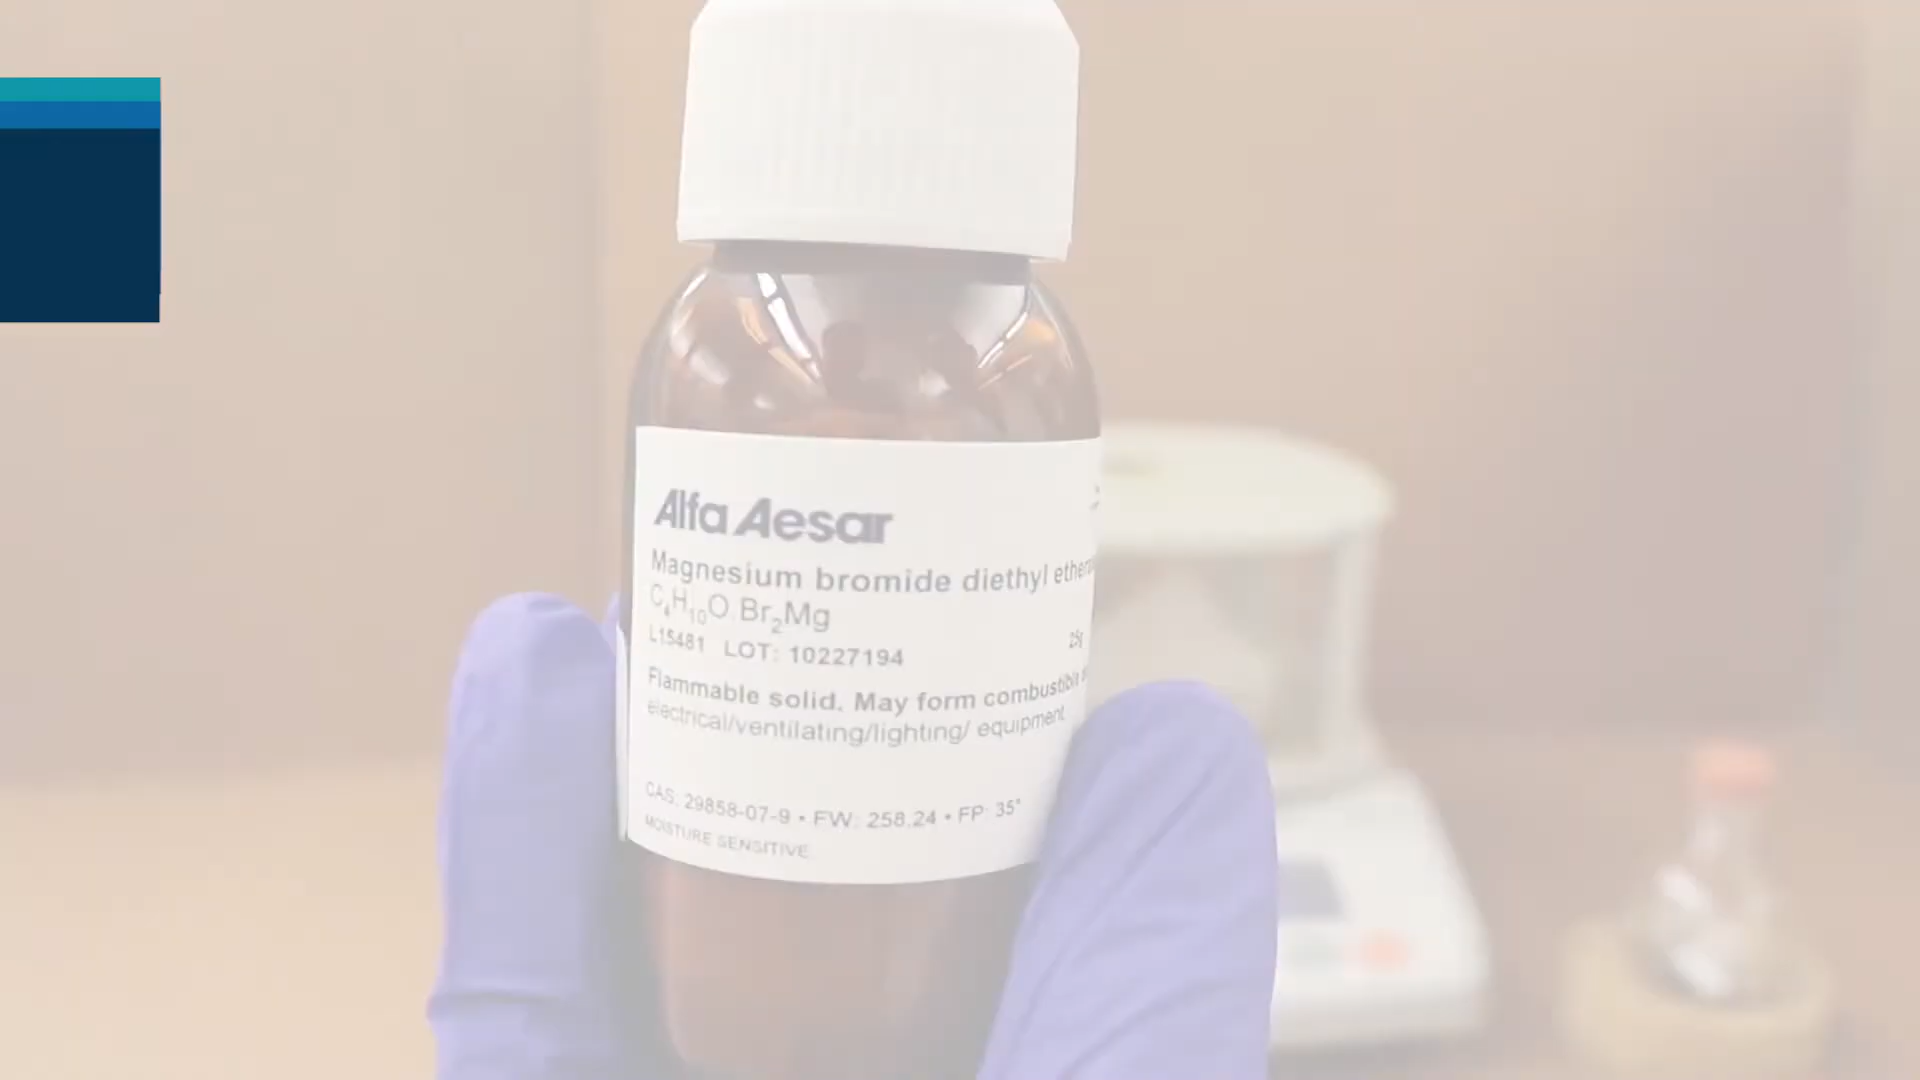 Alfa Aesar
Magnesium bromide diethyl
C4H10O.Br2Mg
25g
L15481 LOT: 10227194
Flammable solid. May form combustible
electrical/ventilating/lighting/ equipment
CAS: 29858-07-9 • FW: 258.24 • FP: 35°
MOISTURE SENSITIVE